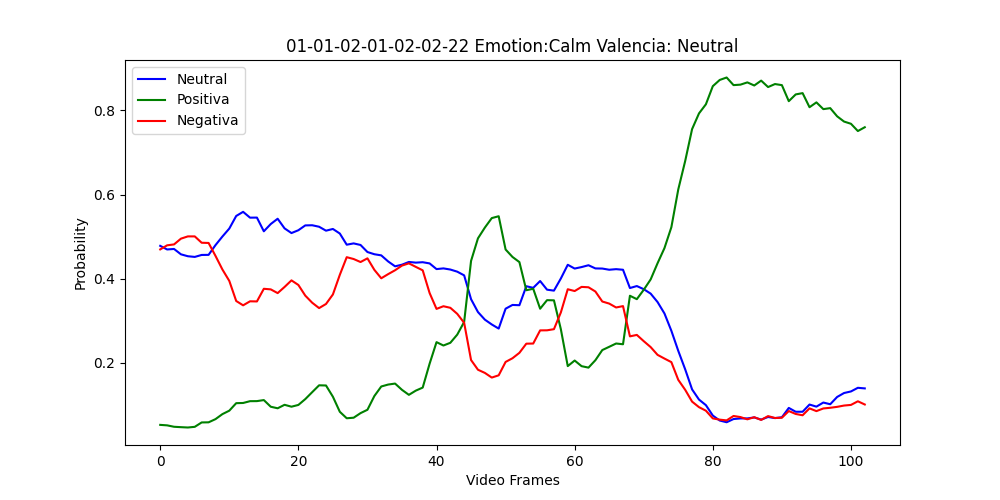 01-01-02-01-02-02-22 Emotion:Calm Valencia: Neutral
Neutral
Positiva
Negativa
Probability
0.8
0.6
0.4
0.2
0 20 40 60 80 100
Video Frames